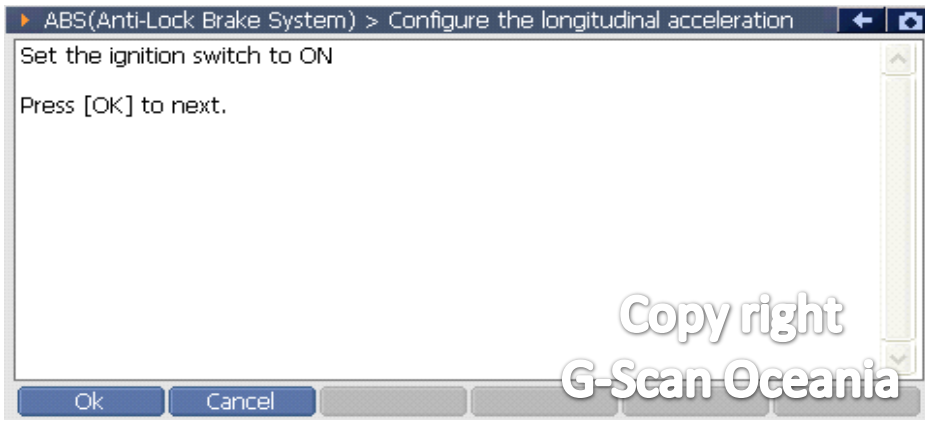 ABS(Anti-Lock Brake System) > Configure the longitudinal acceleration
Set the ignition switch to ON
Press [OK] to next.
Copy right
G-Scan Oceania
Ok
Cancel